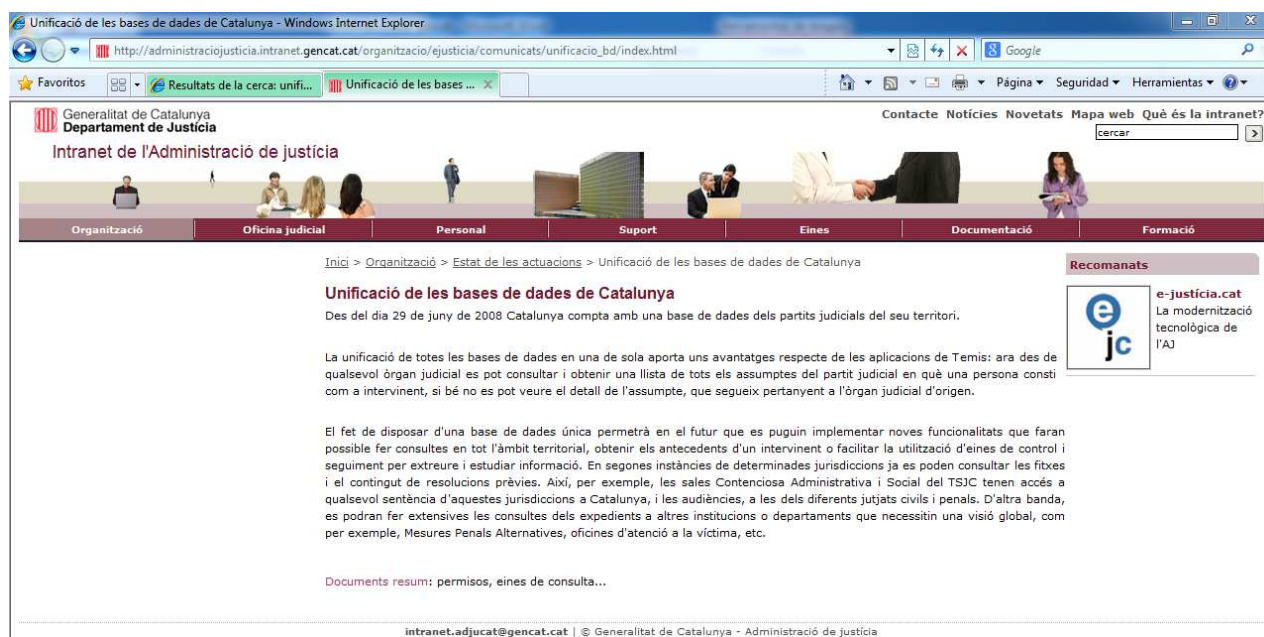 Unificació de les bases de dades de Catalunya - Windows Internet Explorer
http://administraciojusticia.intranet.gencat.cat/organitzacio/ejusticia/comunicats/unificacio_bd/index.html
Google
Favoritos
Resultats de la cerca: unifi...
Unificació de les bases ...
Página
Seguridad
Herramientas
Generalitat de Catalunya
Departament de Justícia
Contacte Notícies Novetats Mapa web Què és la intranet?
cercar
Intranet de l'Administració de justícia
Organització
Oficina judicial
Personal
Suport
Eines
Documentació
Formació
Inici > Organització > Estat de les actuacions > Unificació de les bases de dades de Catalunya
Unificació de les bases de dades de Catalunya
Des del dia 29 de juny de 2008 Catalunya compta amb una base de dades dels partits judicials del seu territori.
La unificació de totes les bases de dades en una de sola aporta uns avantatges respecte de les aplicacions de Temis: ara des de
qualsevol òrgan judicial es pot consultar i obtenir una llista de tots els assumptes del partit judicial en què una persona consti
com a intervinent, si bé no es pot veure el detall de l'assumpte, que segueix pertanyent a l'òrgan judicial d'origen.
El fet de disposar d'una base de dades única permetrà en el futur que es puguin implementar noves funcionalitats que faran
possible fer consultes en tot l'àmbit territorial, obtenir els antecedents d'un intervinent o facilitar la utilització d'eines de control i
seguiment per extreure i estudiar informació. En segones instàncies de determinades jurisdiccions ja es poden consultar les fitxes
i el contingut de resolucions prèvies. Així, per exemple, les sales Contenciosa Administrativa i Social del TSJC tenen accés a
qualsevol sentència d'aquestes jurisdiccions a Catalunya, i les audiències, a les dels diferents jutjats civils i penals. D'altra banda,
es podran fer extensives les consultes dels expedients a altres institucions o departaments que necessitin una visió global, com
per exemple, Mesures Penals Alternatives, oficines d'atenció a la víctima, etc.
Documents resum: permisos, eines de consulta...
Recomanats
e
jc
e-justícia.cat
La modernització
tecnològica de
l'AJ
intranet.adjucat@gencat.cat | © Generalitat de Catalunya - Administració de justícia